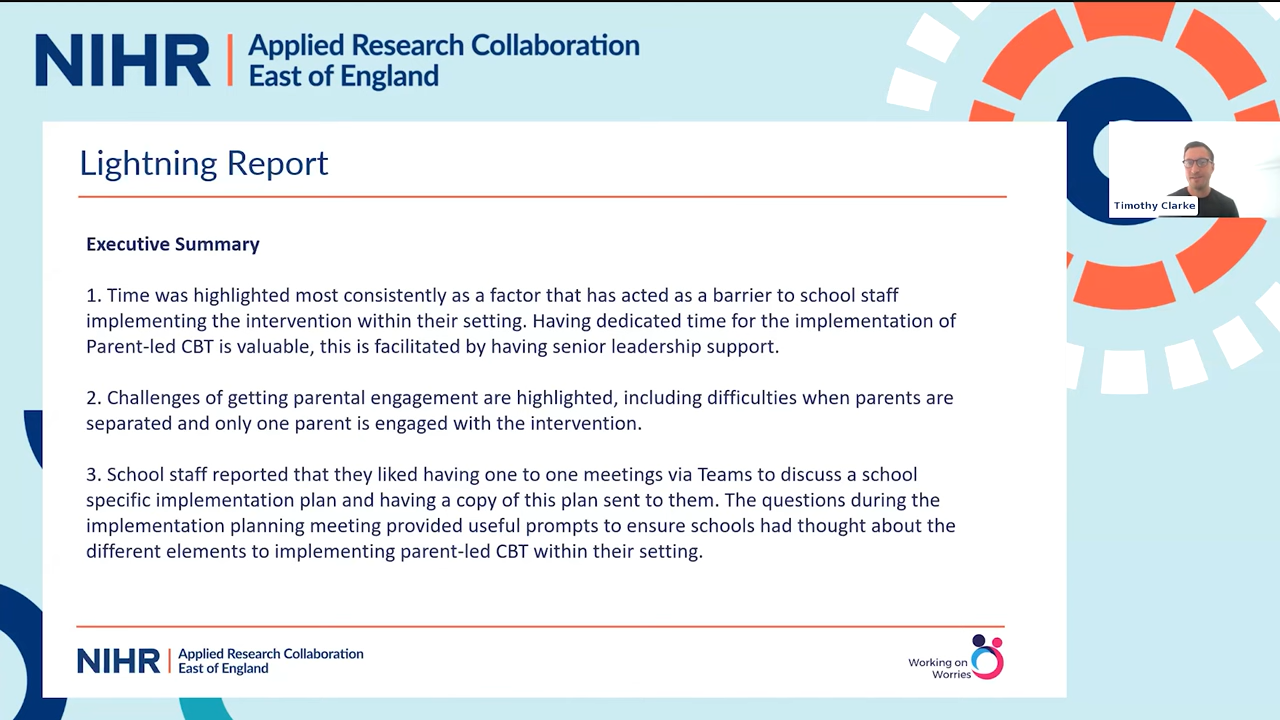 NIHR | Applied Research Collaboration
East of England
Lightning Report
Timothy Clarke
Executive Summary
1. Time was highlighted most consistently as a factor that has acted as a barrier to school staff
implementing the intervention within their setting. Having dedicated time for the implementation of
Parent-led CBT is valuable, this is facilitated by having senior leadership support.
2. Challenges of getting parental engagement are highlighted, including difficulties when parents are
separated and only one parent is engaged with the intervention.
3. School staff reported that they liked having one to one meetings via Teams to discuss a school
specific implementation plan and having a copy of this plan sent to them. The questions during the
implementation planning meeting provided useful prompts to ensure schools had thought about the
different elements to implementing parent-led CBT within their setting.
NIHR | Applied Research Collaboration
East of England
Working on
Worries